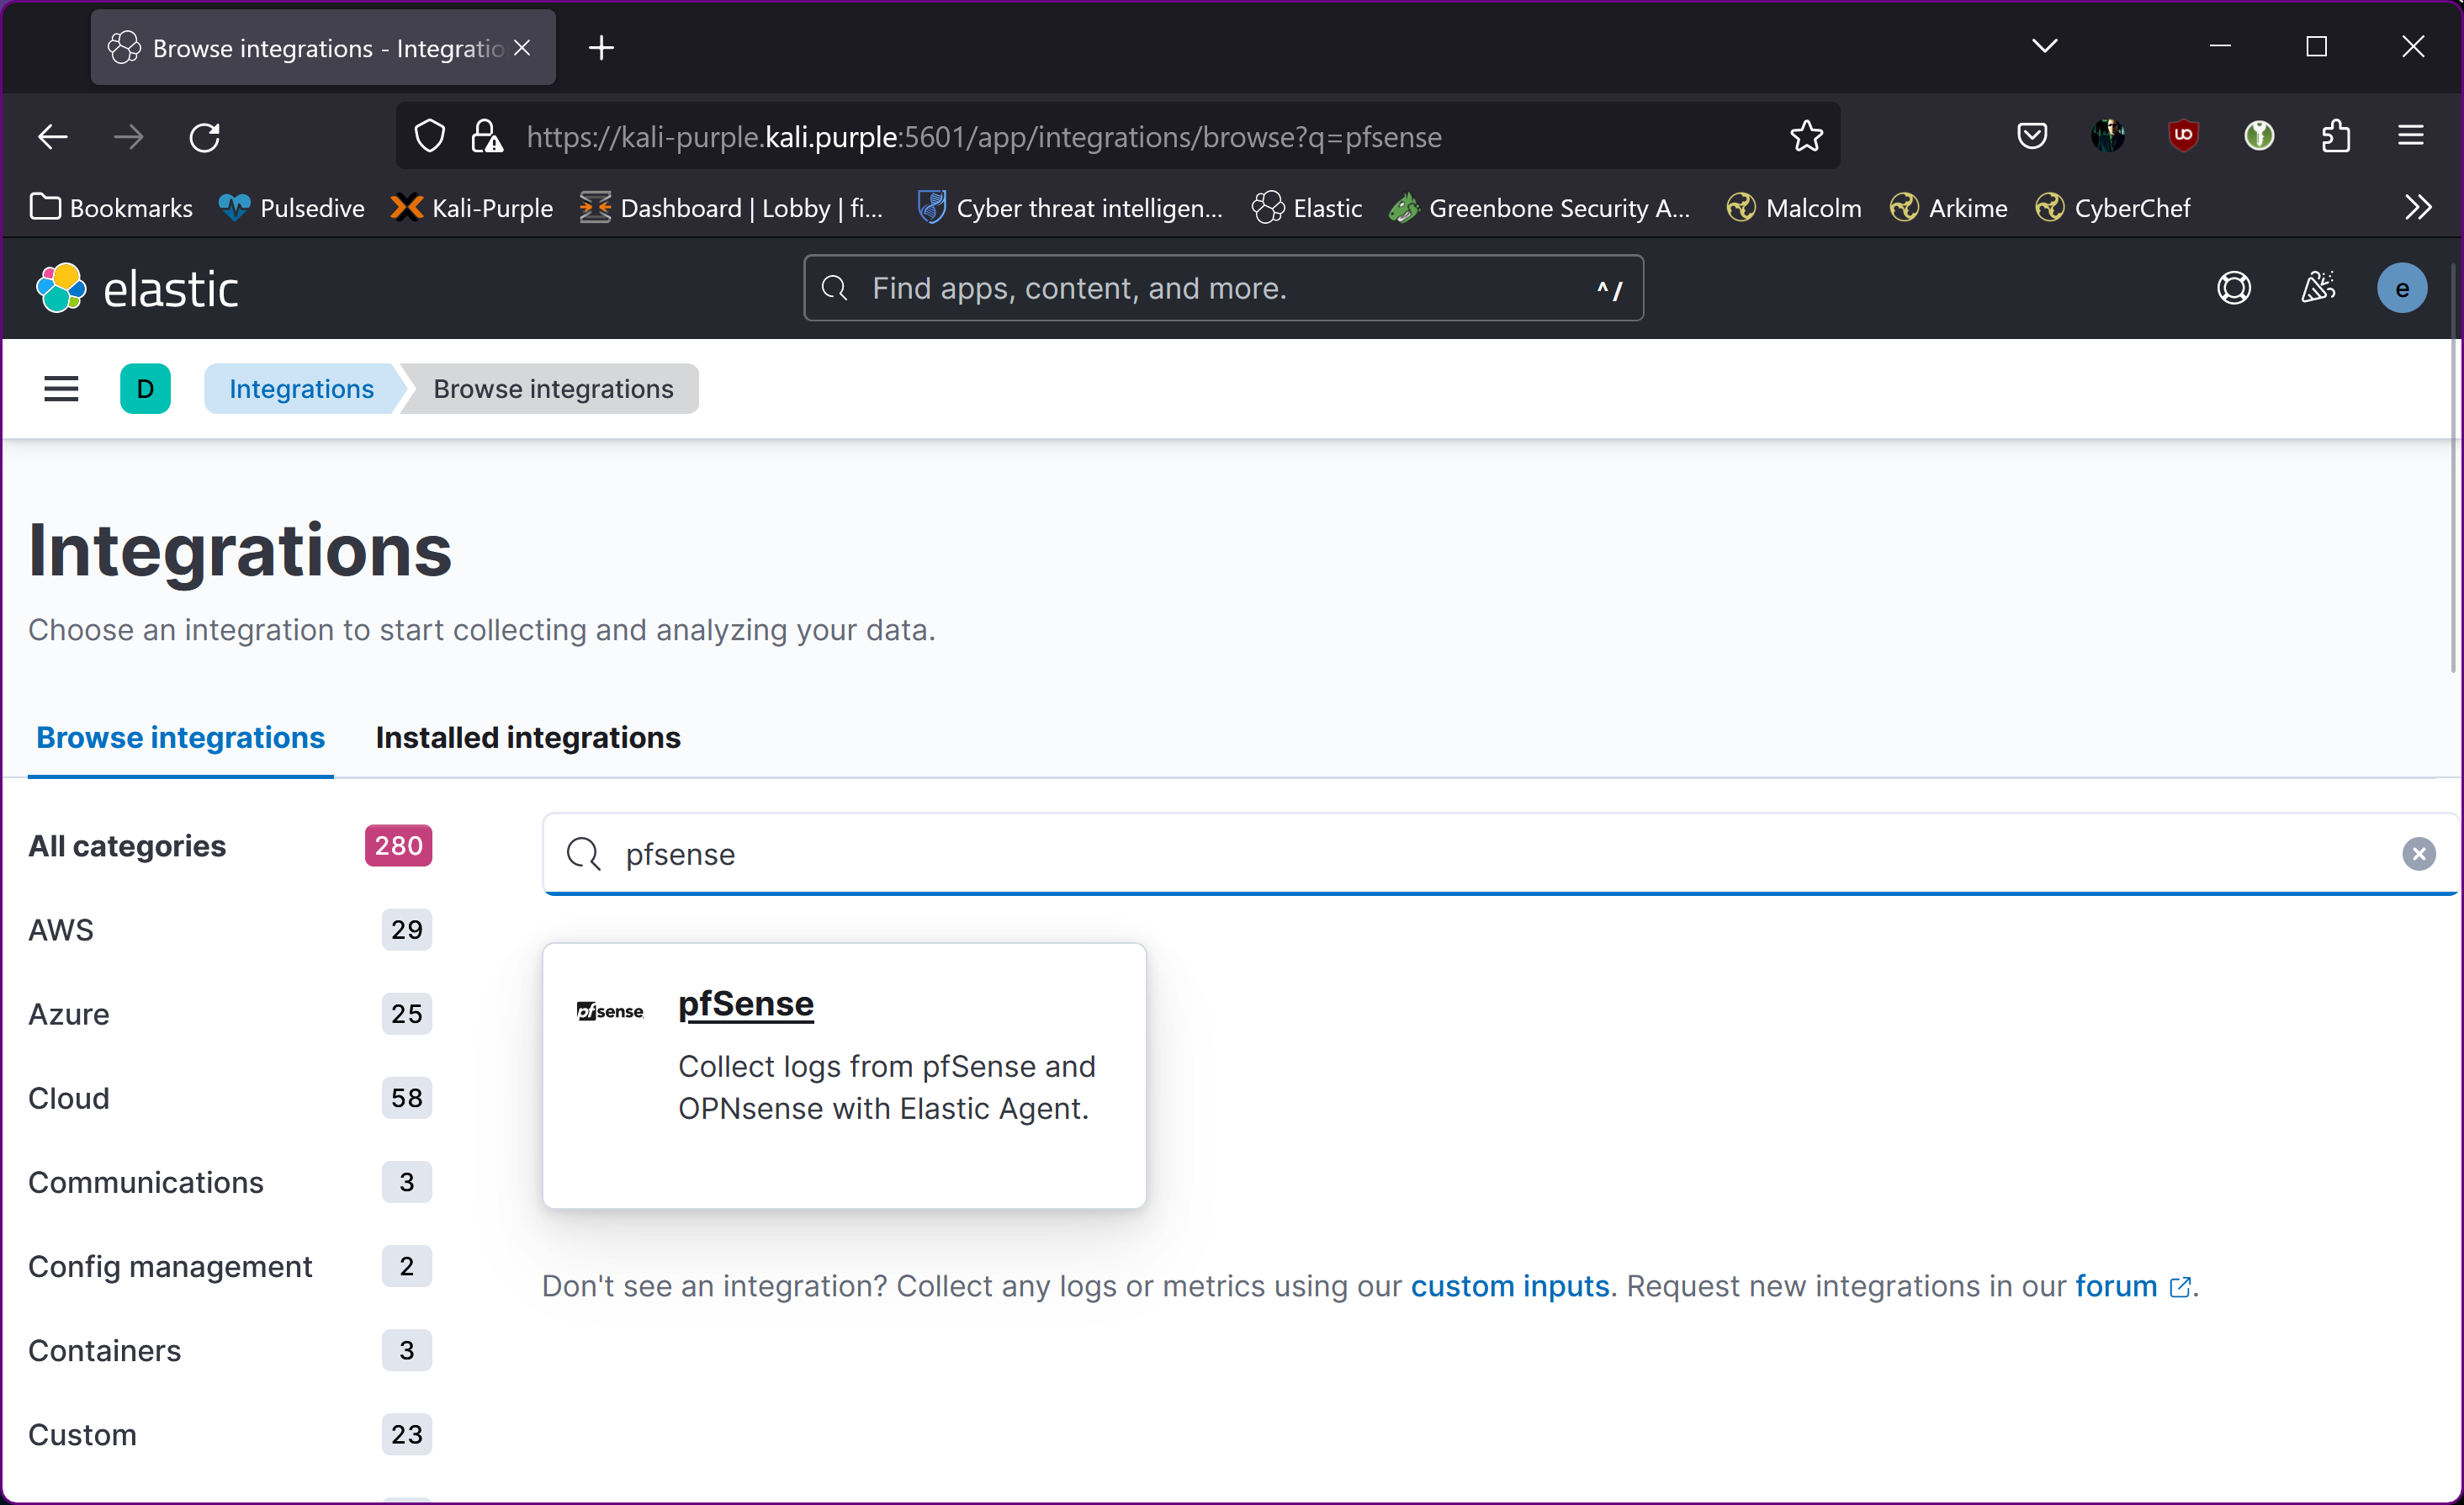 Browse integrations - Integratio
https://kali-purple.kali.purple:5601/app/integrations/browse?q=pfsense
Bookmarks Pulsedive Kali-Purple Dashboard | Lobby | fi... Cyber threat intelligen... Elastic Greenbone Security A... Malcolm Arkime CyberChef
elastic
Find apps, content, and more. ^/
e
D Integrations Browse integrations
Integrations
Choose an integration to start collecting and analyzing your data.
Browse integrations Installed integrations
All categories 280
AWS 29
Azure 25
Cloud 58
Communications 3
Config management 2
Containers 3
Custom 23
pfsense
pfsense
pfSense
Collect logs from pfSense and
OPNsense with Elastic Agent.
Don't see an integration? Collect any logs or metrics using our custom inputs. Request new integrations in our forum.